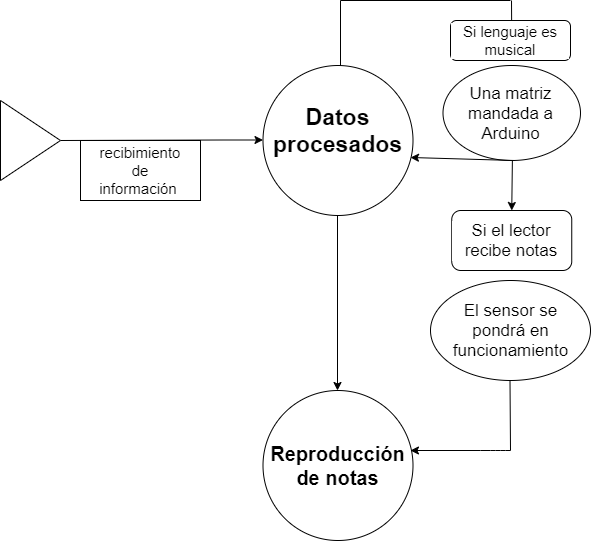 Si lenguaje es
musical
Una matriz
mandada a
Arduino
Datos
procesados
recibimiento
de
información
Si el lector
recibe notas
El sensor se
pondrá en
funcionamiento
Reproducción
de notas